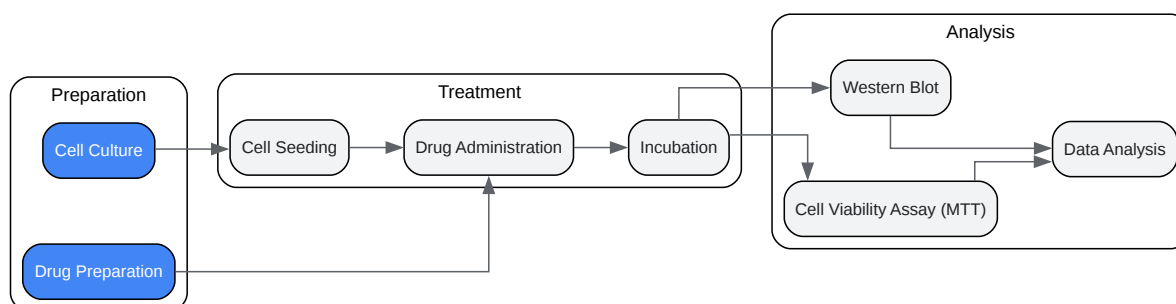 Preparation
Cell Culture
Drug Preparation
Treatment
Cell Seeding
Drug Administration
Incubation
Analysis
Western Blot
Cell Viability Assay (MTT)
Data Analysis